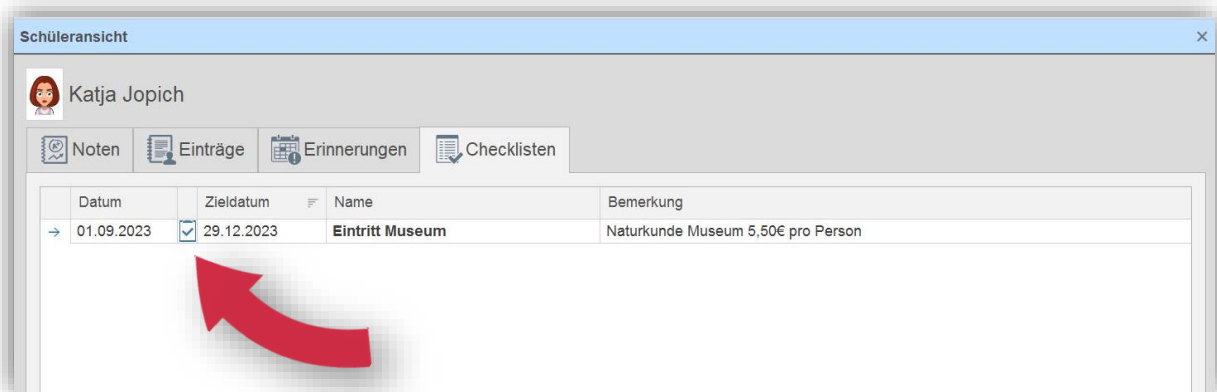 Schüleransicht
Katja Jopich
Noten Einträge Erinnerungen Checklisten
Datum Zieldatum Name Bemerkung
01.09.2023 29.12.2023 Eintritt Museum Naturkunde Museum 5,50€ pro Person